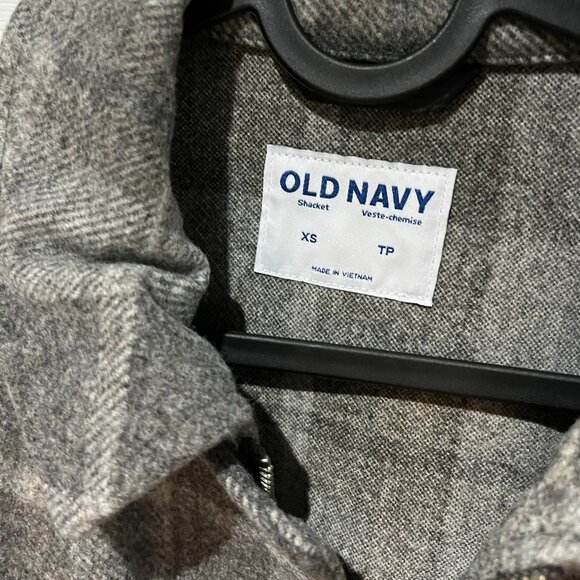 OLD NAVY
Shacket Veste-chemise
XS TP
MADE IN VIETNAM